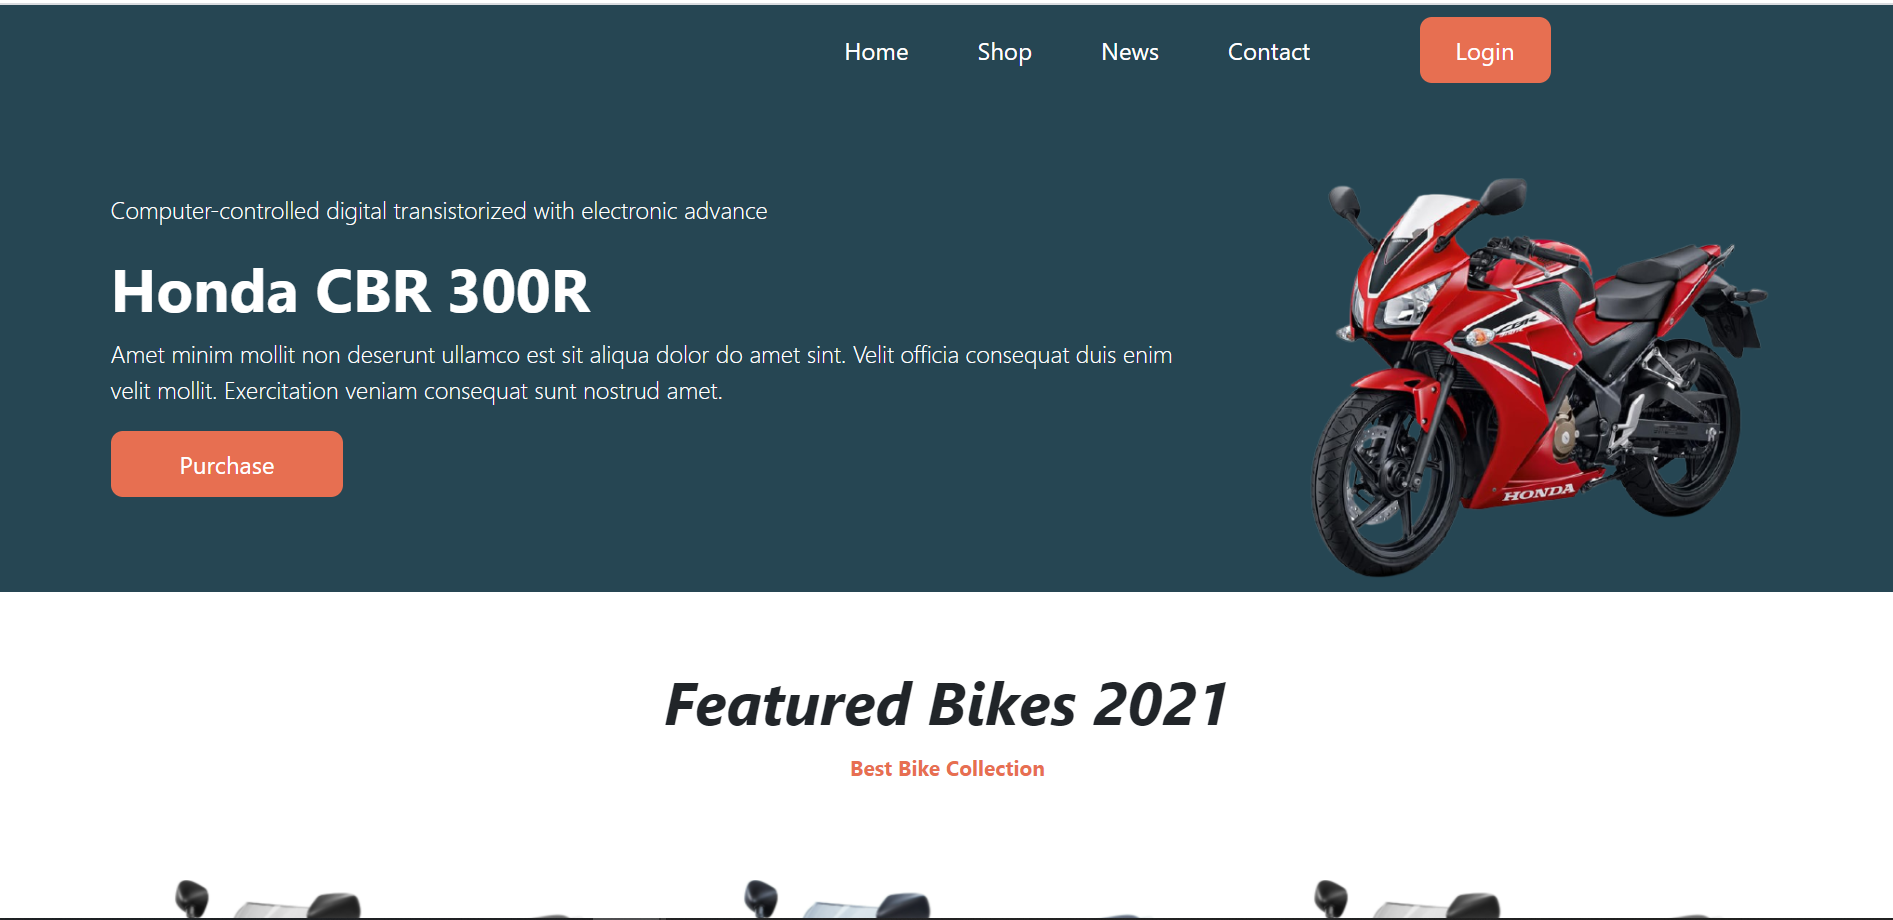 Home Shop News Contact Login
Computer-controlled digital transistorized with electronic advance
Honda CBR 300R
Amet minim mollit non deserunt ullamco est sit aliqua dolor do amet sint. Velit officia consequat duis enim
velit mollit. Exercitation veniam consequat sunt nostrud amet.
Purchase
CBR
HONDA
Featured Bikes 2021
Best Bike Collection